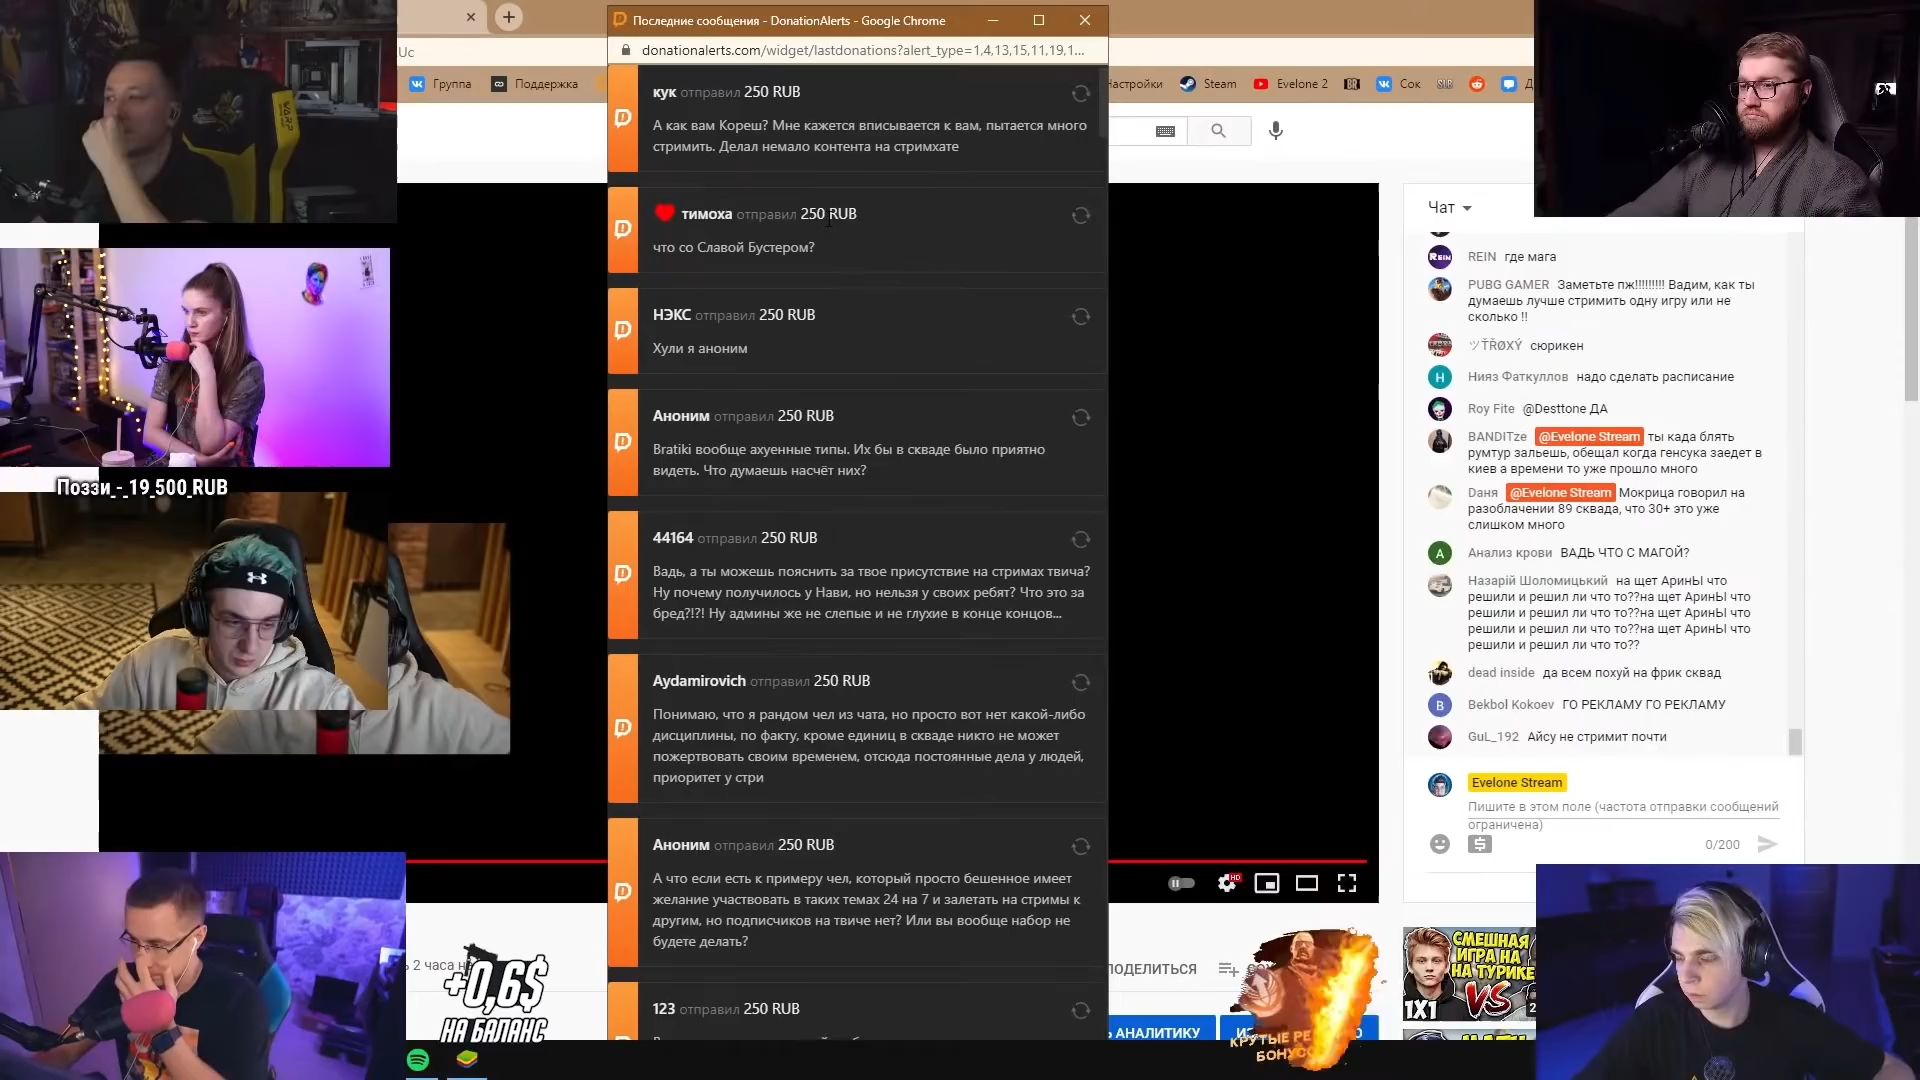 Последние сообщения - DonationAlerts - Google Chrome
donationalerts.com/widget/lastdonations?alert_type=1,4,13,15,11,19,1...
Uc
Группа
Поддержка
Настройки
Steam
Evelone 2
Сок
SLB
Д
кук отправил 250 RUB
А как вам Кореш? Мне кажется вписывается к вам, пытается много
стримить. Делал немало контента на стримхате
тимоха отправил 250 RUB
что со Славой Бустером?
НЭКС отправил 250 RUB
Хули я аноним
Аноним отправил 250 RUB
Bratiki вообще ахуенные типы. Их бы в скваде было приятно
видеть. Что думаешь насчёт них?
44164 отправил 250 RUB
Вадь, а ты можешь пояснить за твое присутствие на стримах твича?
Ну почему получилось у Нави, но нельзя у своих ребят? Что это за
бред?!?! Ну админы же не слепые и не глухие в конце концов...
Aydamirovich отправил 250 RUB
Понимаю, что я рандом чел из чата, но просто вот нет какой-либо
дисциплины, по факту, кроме единиц в скваде никто не может
пожертвовать своим временем, отсюда постоянные дела у людей,
приоритет у стри
Аноним отправил 250 RUB
А что если есть к примеру чел, который просто бешенное имеет
желание участвовать в таких темах 24 на 7 и залетать на стримы к
другим, но подписчиков на твиче нет? Или вы вообще набор не
будете делать?
123 отправил 250 RUB
Поззи_-_19_500_RUB
Чат
REIN где мага
PUBG GAMER Заметьте пж!!!!!!!!! Вадим, как ты
думаешь лучше стримить одну игру или не
сколько !!
ツŤŘØXÝ сюрикен
Нияз Фаткуллов надо сделать расписание
Roy Fite @Desttone ДА
BANDITze @Evelone Stream ты када блять
румтур зальешь, обещал когда генсука заедет в
киев а времени то уже прошло много
Dаня @Evelone Stream Мокрица говорил на
разоблачении 89 сквада, что 30+ это уже
слишком много
Анализ крови ВАДЬ ЧТО С МАГОЙ?
Назарій Шоломицький на щет АринЫ что
решили и решил ли что то??на щет АринЫ что
решили и решил ли что то??на щет АринЫ что
решили и решил ли что то??на щет АринЫ что
решили и решил ли что то??
dead inside да всем похуй на фрик сквад
Bekbol Kokoev ГО РЕКЛАМУ ГО РЕКЛАМУ
GuL_192 Айсу не стримит почти
Evelone Stream
Пишите в этом поле (частота отправки сообщений
ограничена)
0/200
2 часа
+0,6$
НА БАЛАНС
ПОДЕЛИТЬСЯ
АНАЛИТИКУ
КРУТЫЕ
БОНУС
СМЕШНАЯ
ИГРА НА
НА ТУРИКЕ
1X1 VS